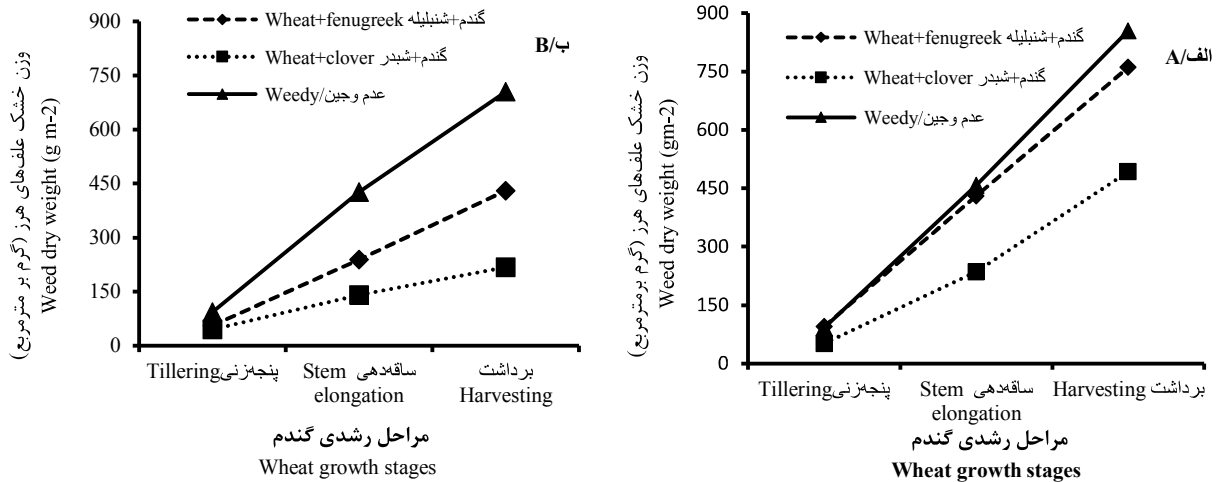 900
750
600
450
300
150
0
وزن خشک علف‌های هرز (گرم بر مترمربع)
Weed dry weight (g m-2)
Wheat+fenugreek گندم+شنبلیله
Wheat+clover گندم+شبدر
Weedy/عدم وجین
B/ب
Tillering پنجه‌زنی
Stem ساقه‌دهی
elongation
برداشت
Harvesting
مراحل رشدی گندم
Wheat growth stages
900
750
600
450
300
150
0
وزن خشک علف‌های هرز (گرم برمترمربع)
Weed dry weight (gm-2)
Wheat+fenugreek گندم+شنبلیله
Wheat+clover گندم+شبدر
Weedy/عدم وجین
A/الف
Tillering پنجه‌زنی
Stem ساقه‌دهی
elongation
Harvesting برداشت
مراحل رشدی گندم
Wheat growth stages